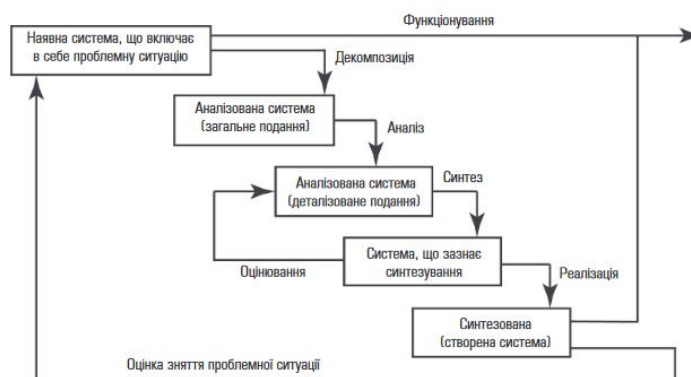 Функціонування
Наявна система, що включає
в себе проблемну ситуацію
Декомпозиція
Аналізована система
(загальне подання)
Аналіз
Аналізована система
(деталізоване подання)
Синтез
Система, що зазнає
синтезування
Оцінювання
Реалізація
Синтезована
(створена система)
Оцінка зняття проблемної ситуації